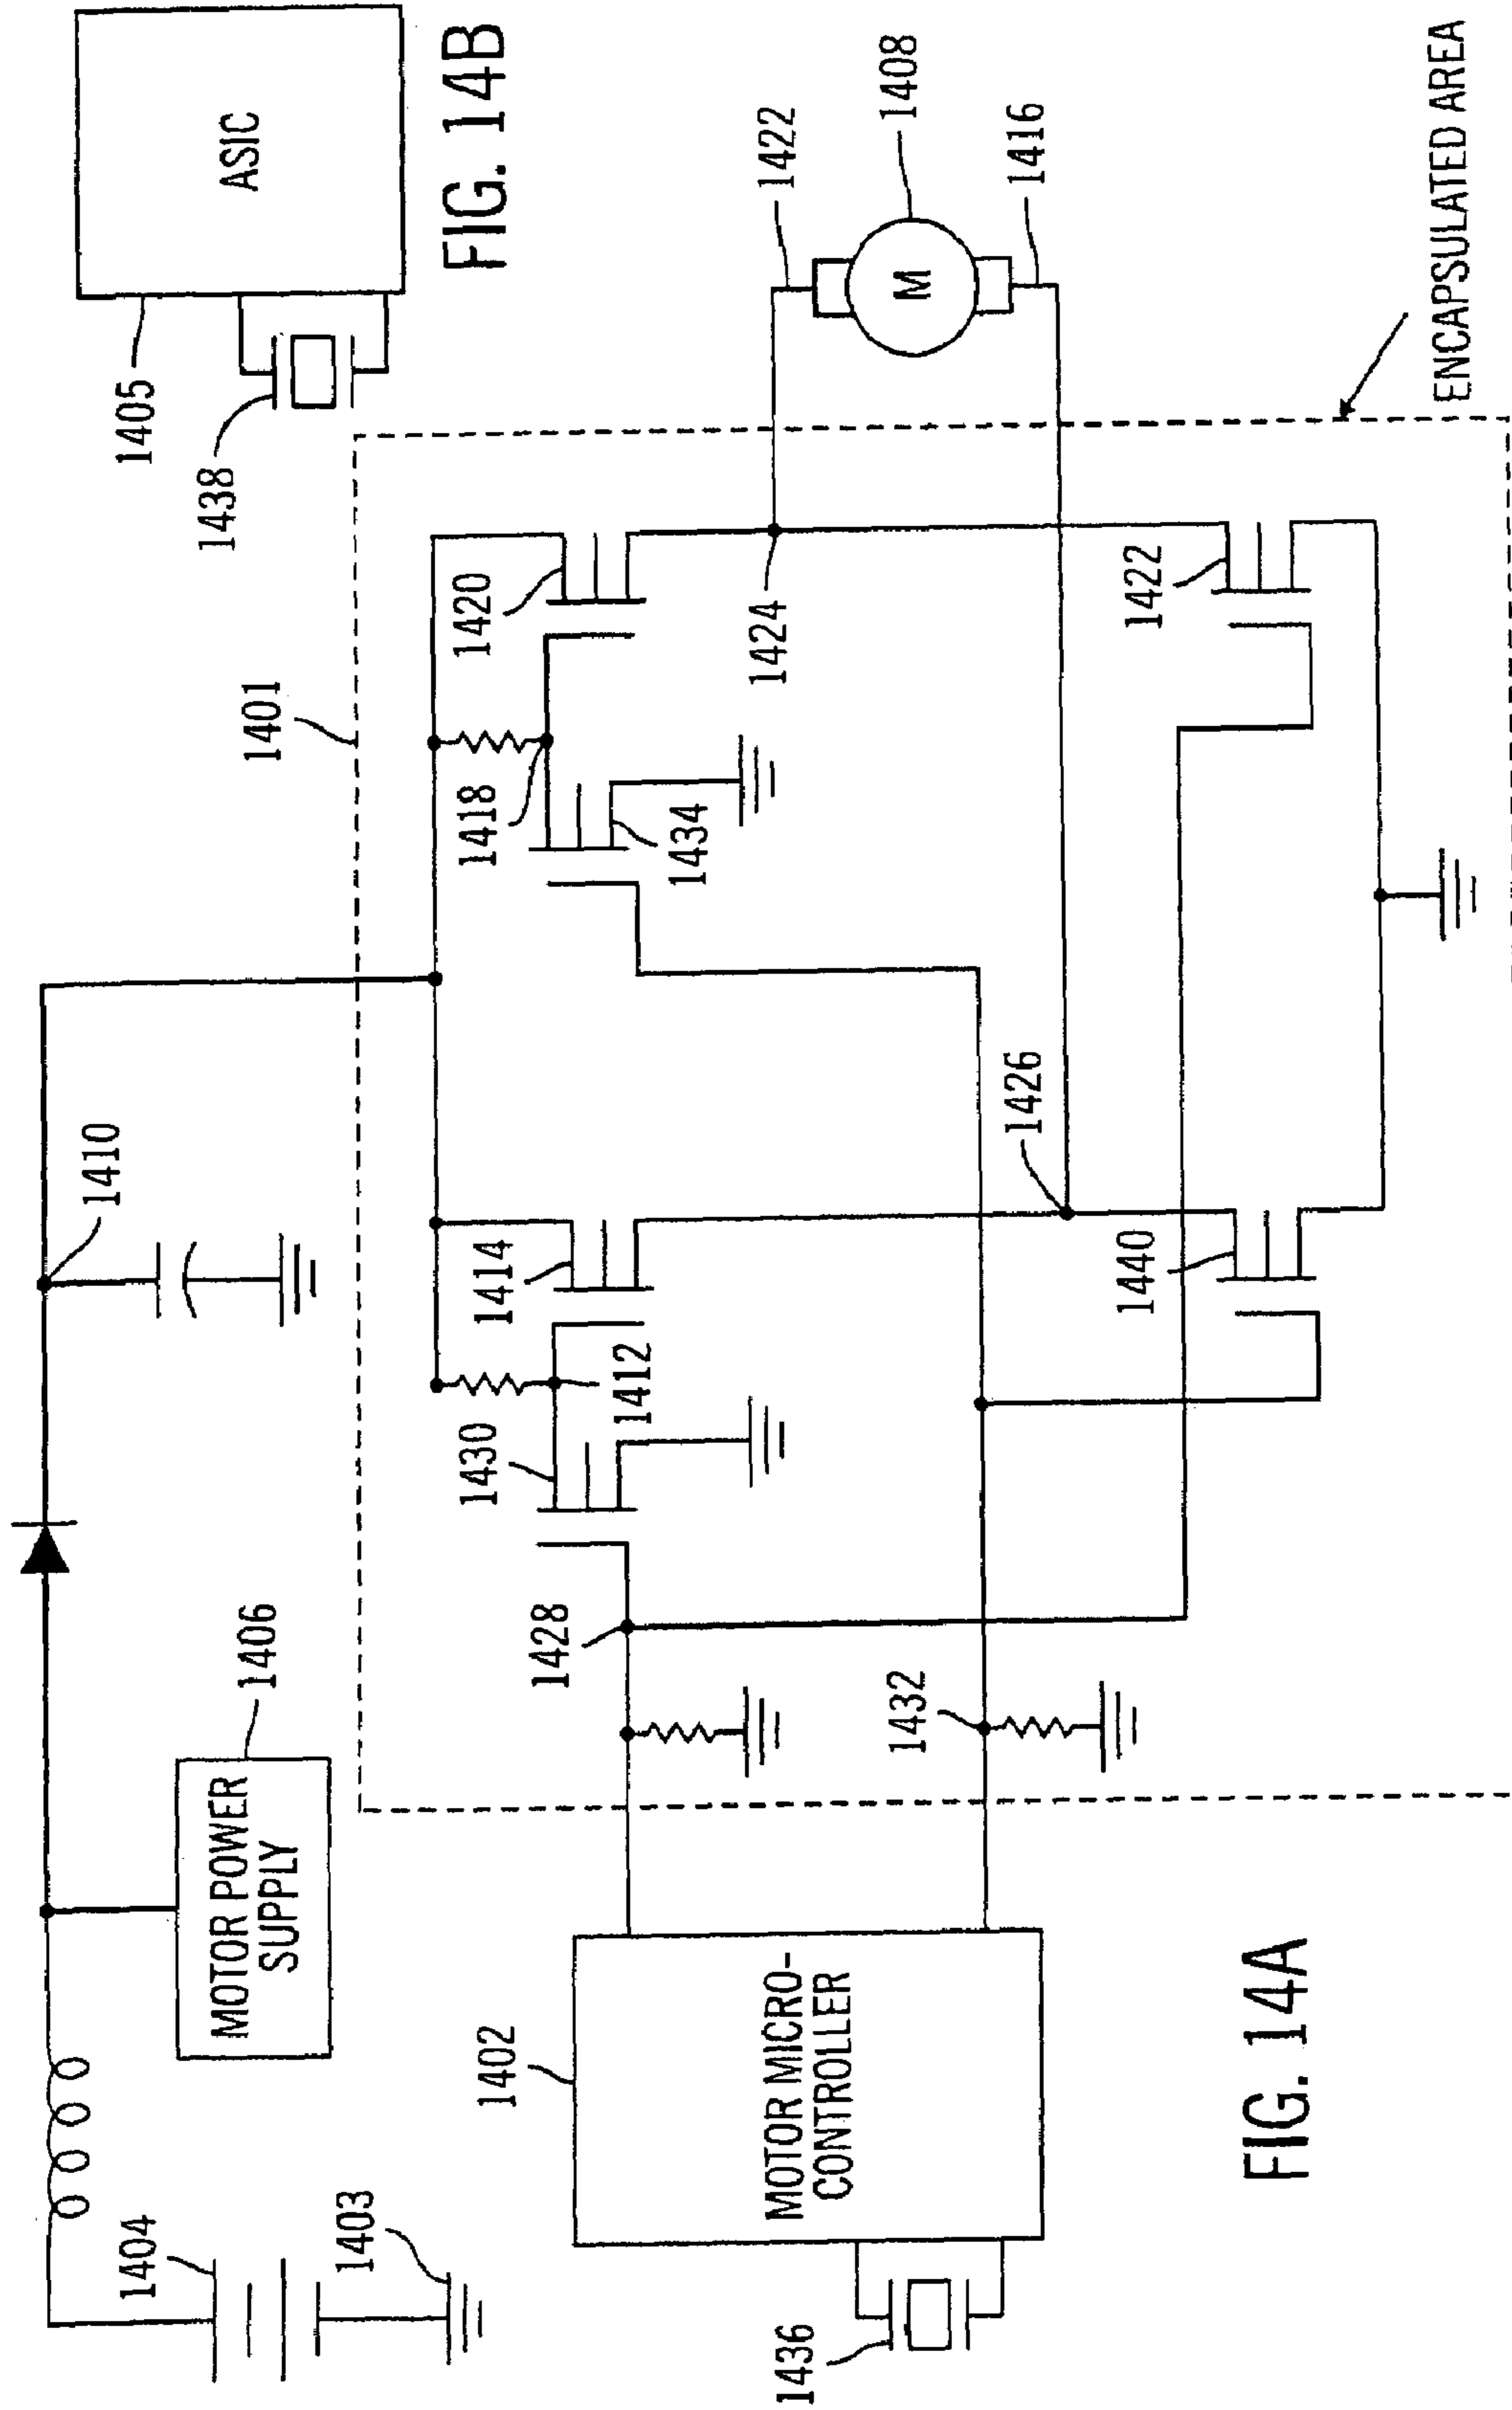 1404
1403
MOTOR POWER
SUPPLY
1406
1410
1405
ASIC
1438
FIG. 14B
1401
1402
MOTOR MICRO-
CONTROLLER
1436
1428
1432
1430
1412
1414
1418
1434
1420
1424
1426
1440
1422
1422
M
1408
1416
ENCAPSULATED AREA
FIG. 14A